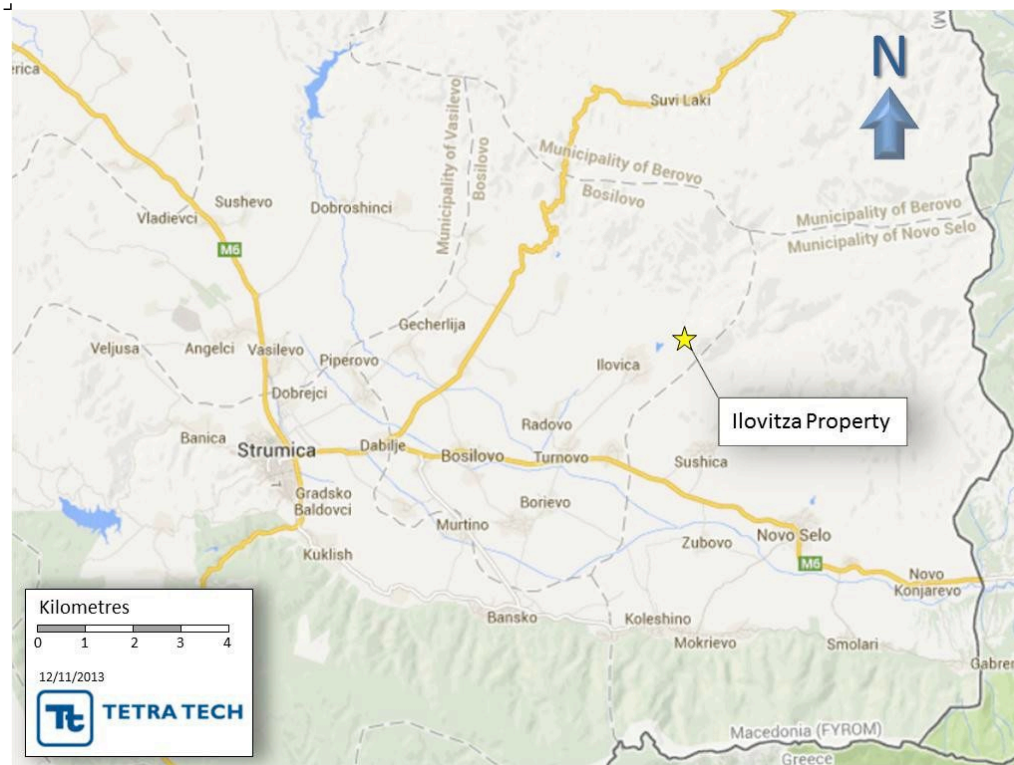 M)
N
erica
Suvi Laki
Municipality of Vasilevo
Bosilovo
Municipality of Berovo
Bosilovo
Sushevo
Dobroshinci
Vladievci
Municipality of Berovo
Municipality of Novo Selo
M6
Gecherlija
Veljusa
Angelci
Vasilevo
Piperovo
Ilovica
Dobrejci
Ilovitza Property
Radovo
Banica
Strumica
Dabilje
Bosilovo
Turnovo
Sushica
Gradsko
Baldovci
Borievo
Murtino
Novo Selo
Zubovo
Kuklish
M6
Novo
Konjarevo
Bansko
Koleshino
Mokrievo
Smolari
Gabren
Kilometres
0 1 2 3 4
12/11/2013
Tt TETRA TECH
Macedonia (FYROM)
Greece